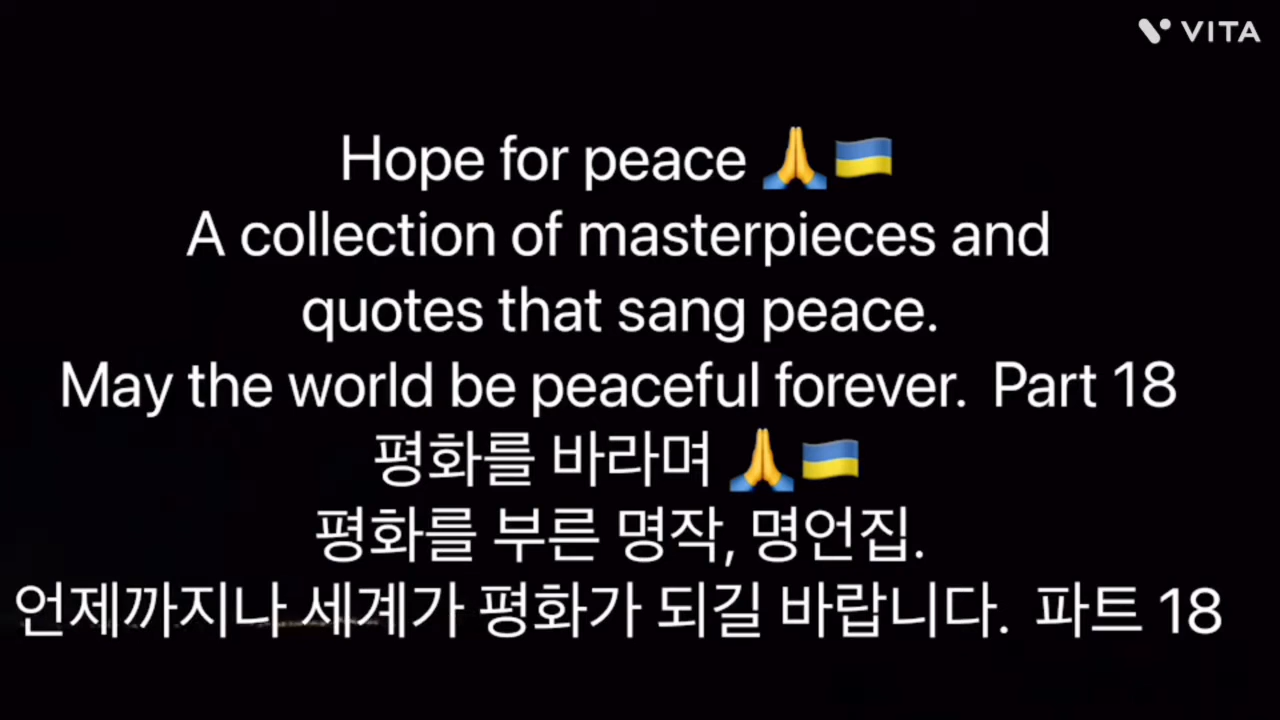 VITA
Hope for peace 🙏🇺🇦
A collection of masterpieces and
quotes that sang peace.
May the world be peaceful forever. Part 18
평화를 바라며 🙏🇺🇦
평화를 부른 명작, 명언집.
언제까지나 세계가 평화가 되길 바랍니다. 파트 18